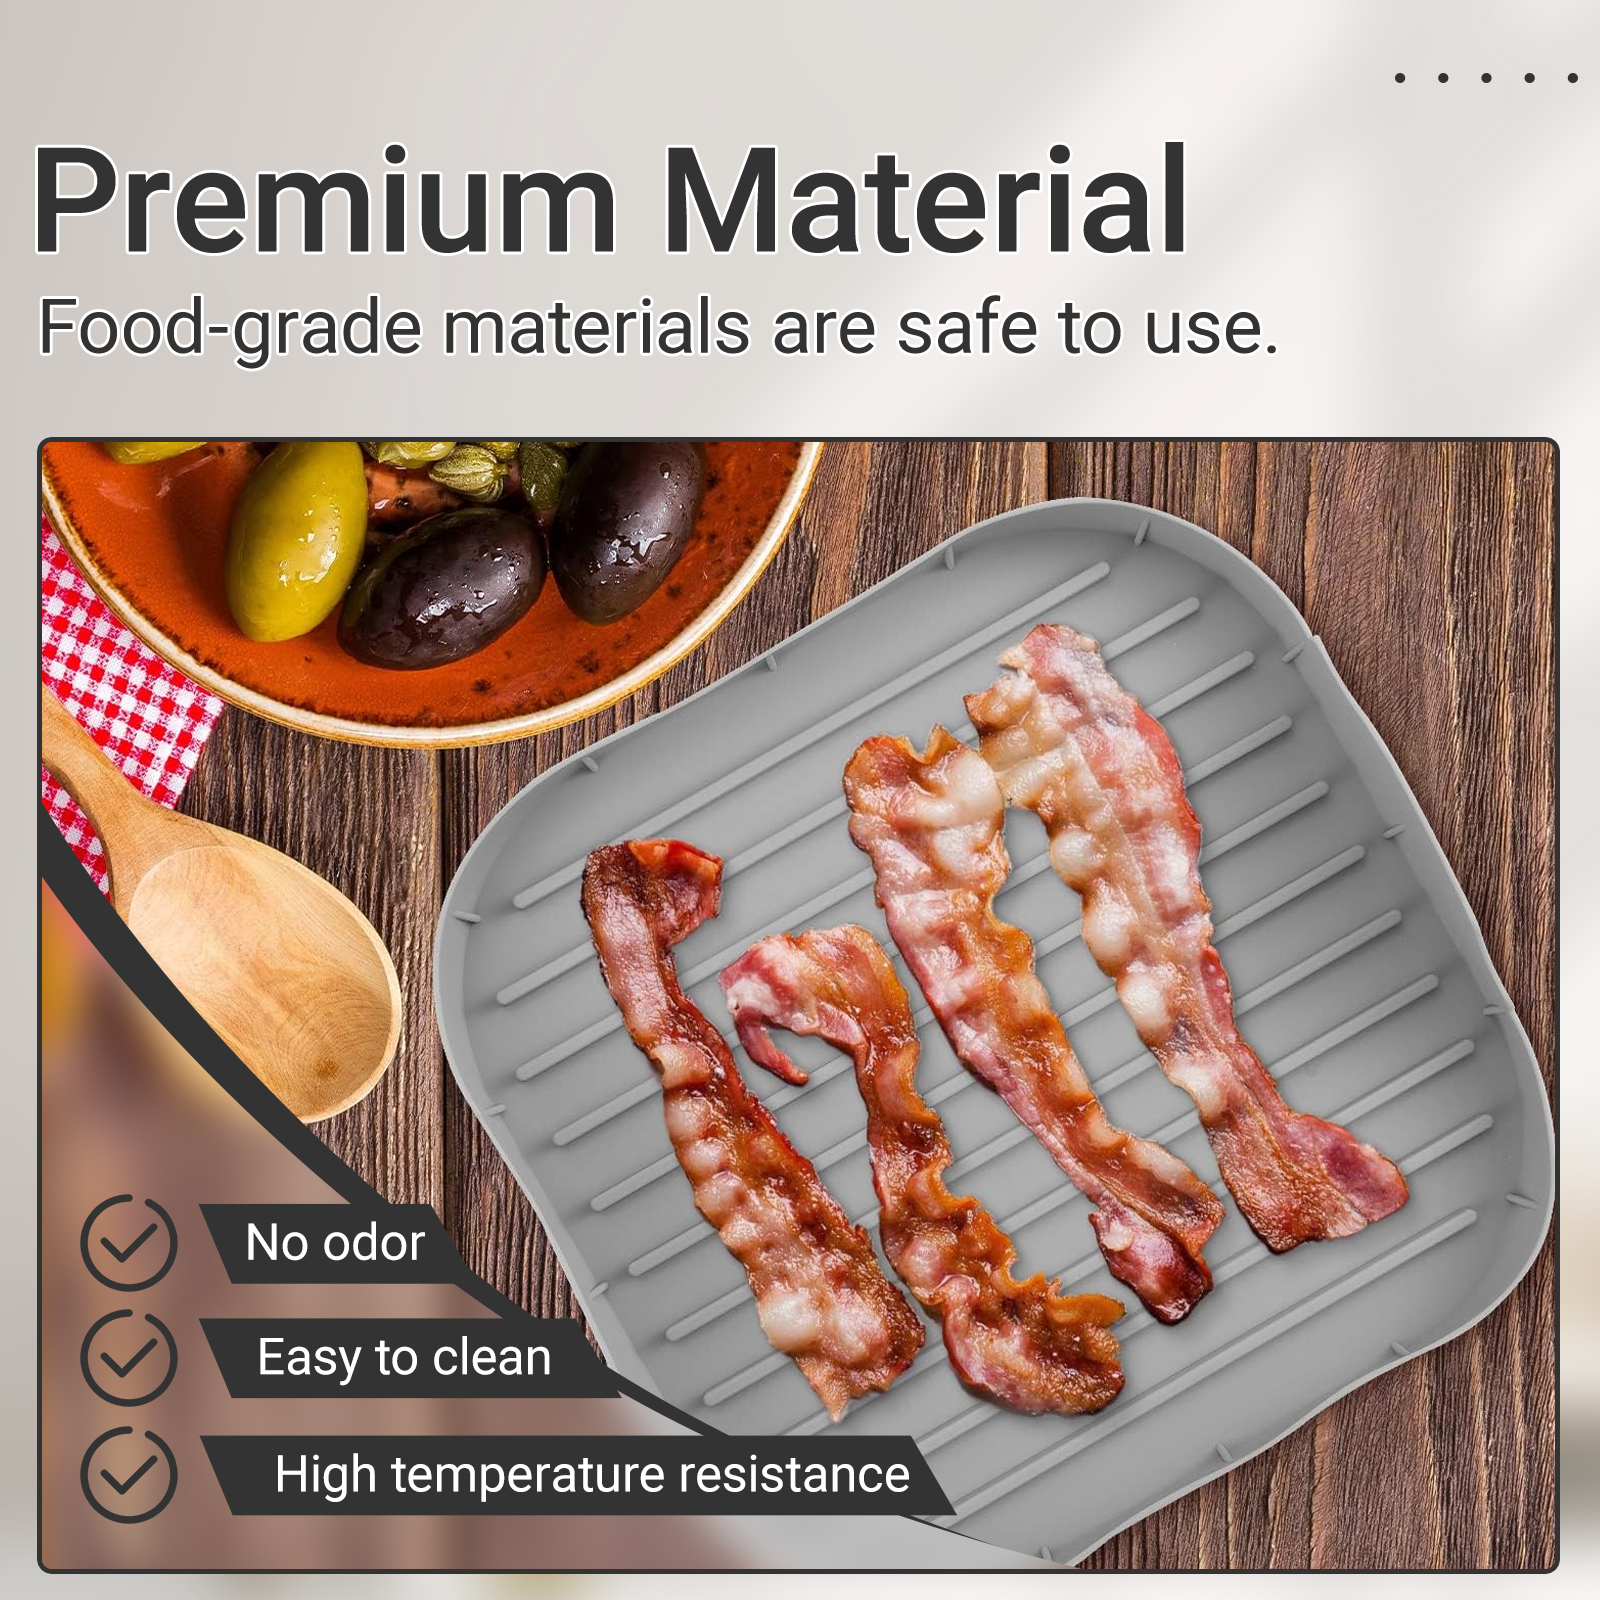 Premium Material
Food-grade materials are safe to use.
No odor
Easy to clean
High temperature resistance